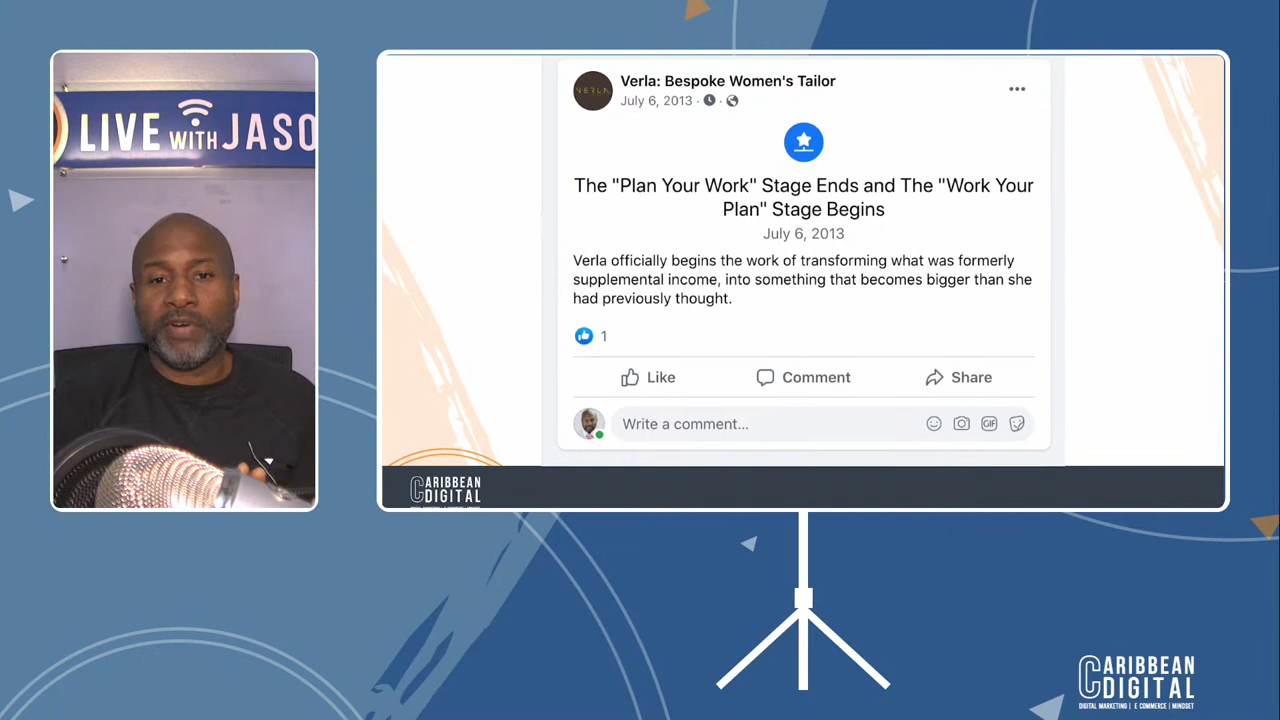 LIVE WITH JASO
VERLA
Verla: Bespoke Women's Tailor
July 6, 2013
The "Plan Your Work" Stage Ends and The "Work Your
Plan" Stage Begins
July 6, 2013
Verla officially begins the work of transforming what was formerly
supplemental income, into something that becomes bigger than she
had previously thought.
1
Like Comment Share
Write a comment...
GIF
CARIBBEAN
DIGITAL
CARIBBEAN
DIGITAL
DIGITAL MARKETING | E COMMERCE | MINDSET